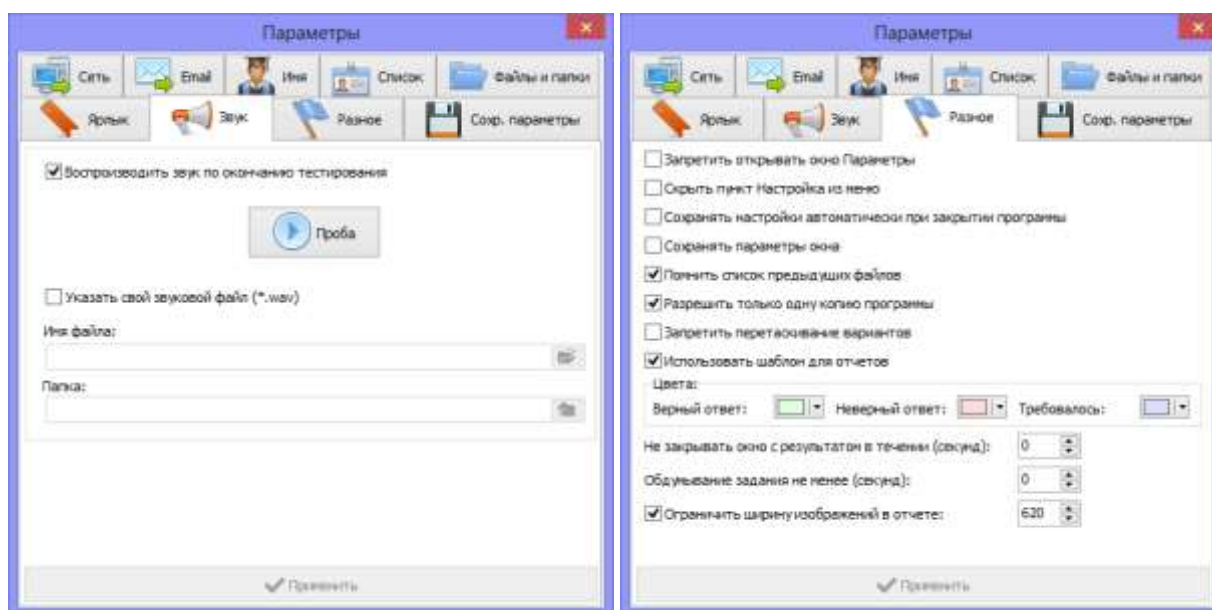 Параметры
Сеть Email Имя Список Файлы и папки
Ярлык Звук Разное Сохр. параметры
Воспроизводить звук по окончанию тестирования
Проба
Указать свой звуковой файл (*.wav)
Имя файла:
Папка:
Применить
Параметры
Сеть Email Имя Список Файлы и папки
Ярлык Звук Разное Сохр. параметры
Запретить открывать окно Параметры
Скрыть пункт Настройка из меню
Сохранять настройки автоматически при закрытии программы
Сохранять параметры окна
Помнить список предыдущих файлов
Разрешить только одну копию программы
Запретить перетаскивание вариантов
Использовать шаблон для отчетов
Цвета:
Верный ответ: Неверный ответ: Требовалось:
Не закрывать окно с результатом в течении (секунд): 0
Обдумывание задания не менее (секунд): 0
Ограничить ширину изображений в отчете: 620
Применить